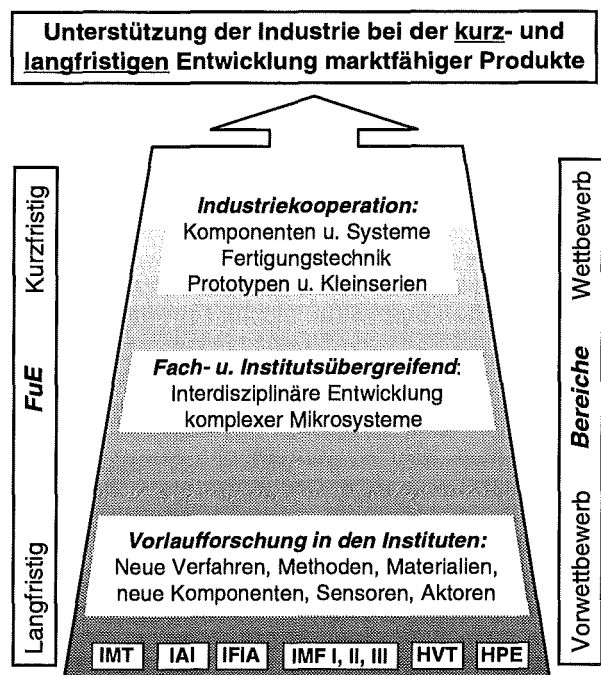 Unterstützung der Industrie bei der kurz- und
langfristigen Entwicklung marktfähiger Produkte
Kurzfristig
FuE
Langfristig
Industriekooperation:
Komponenten u. Systeme
Fertigungstechnik
Prototypen u. Kleinserien
Fach- u. Institutsübergreifend:
Interdisziplinäre Entwicklung
komplexer Mikrosysteme
Vorlaufforschung in den Instituten:
Neue Verfahren, Methoden, Materialien,
neue Komponenten, Sensoren, Aktoren
IMT IAI IFIA IMF I, II, III HVT HPE
Wettbewerb
Bereiche
Vorwettbewerb